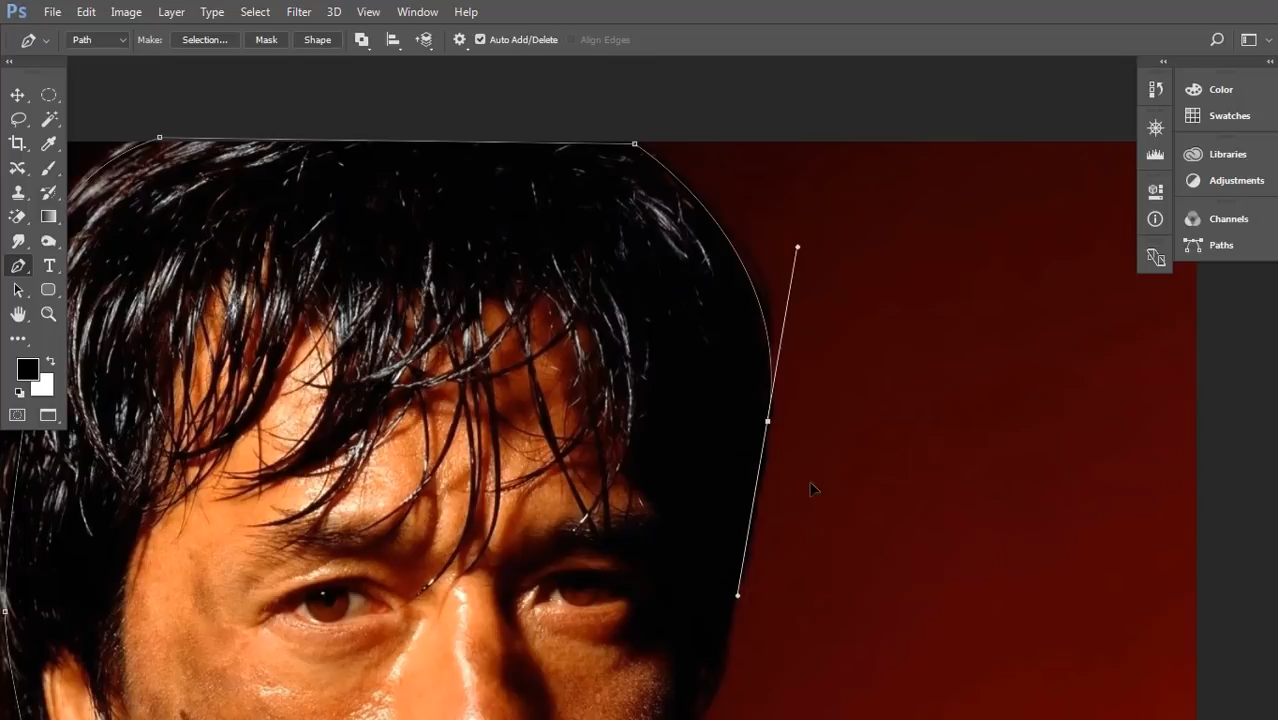 Ps File Edit Image Layer Type Select Filter 3D View Window Help
Path Make: Selection... Mask Shape Auto Add/Delete Align Edges
Color
Swatches
Libraries
Adjustments
Channels
Paths
T